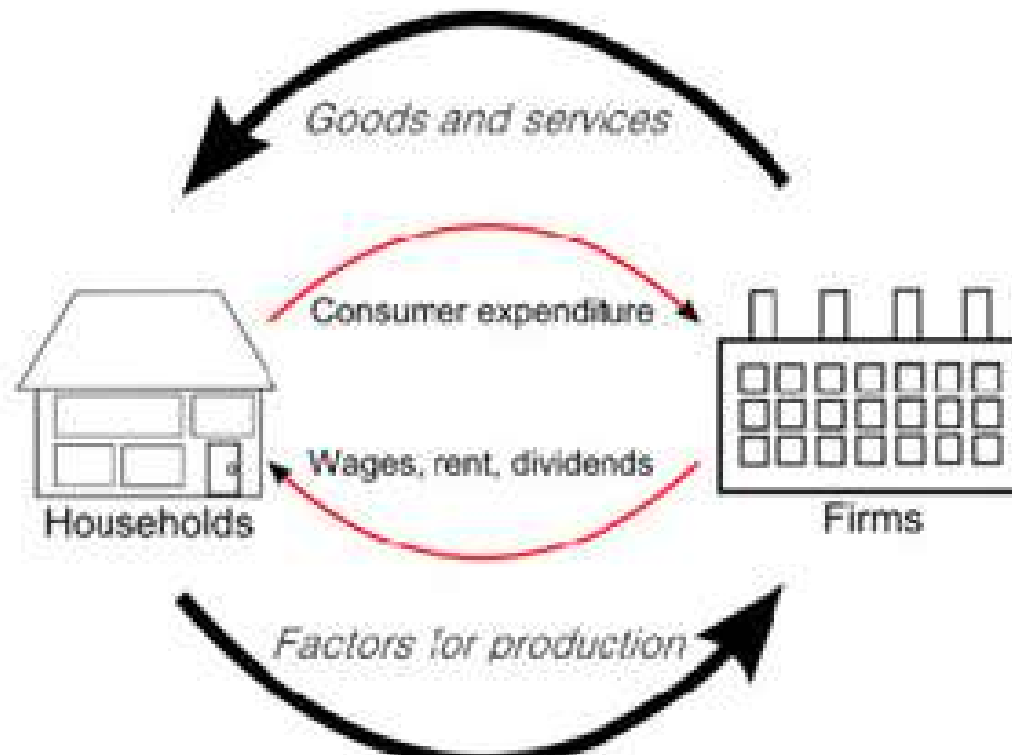 Goods and services
Consumer expenditure
Wages, rent, dividends
Households
Firms
Factors for production